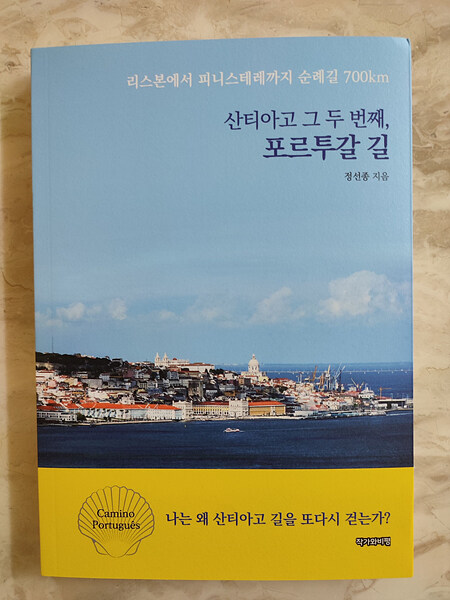 리스본에서 피니스테레까지 순례길 700km
산티아고 그 두 번째,
포르투갈 길
정선종 지음
Camino
Portugués
나는 왜 산티아고 길을 또다시 걷는가?
작가와비평